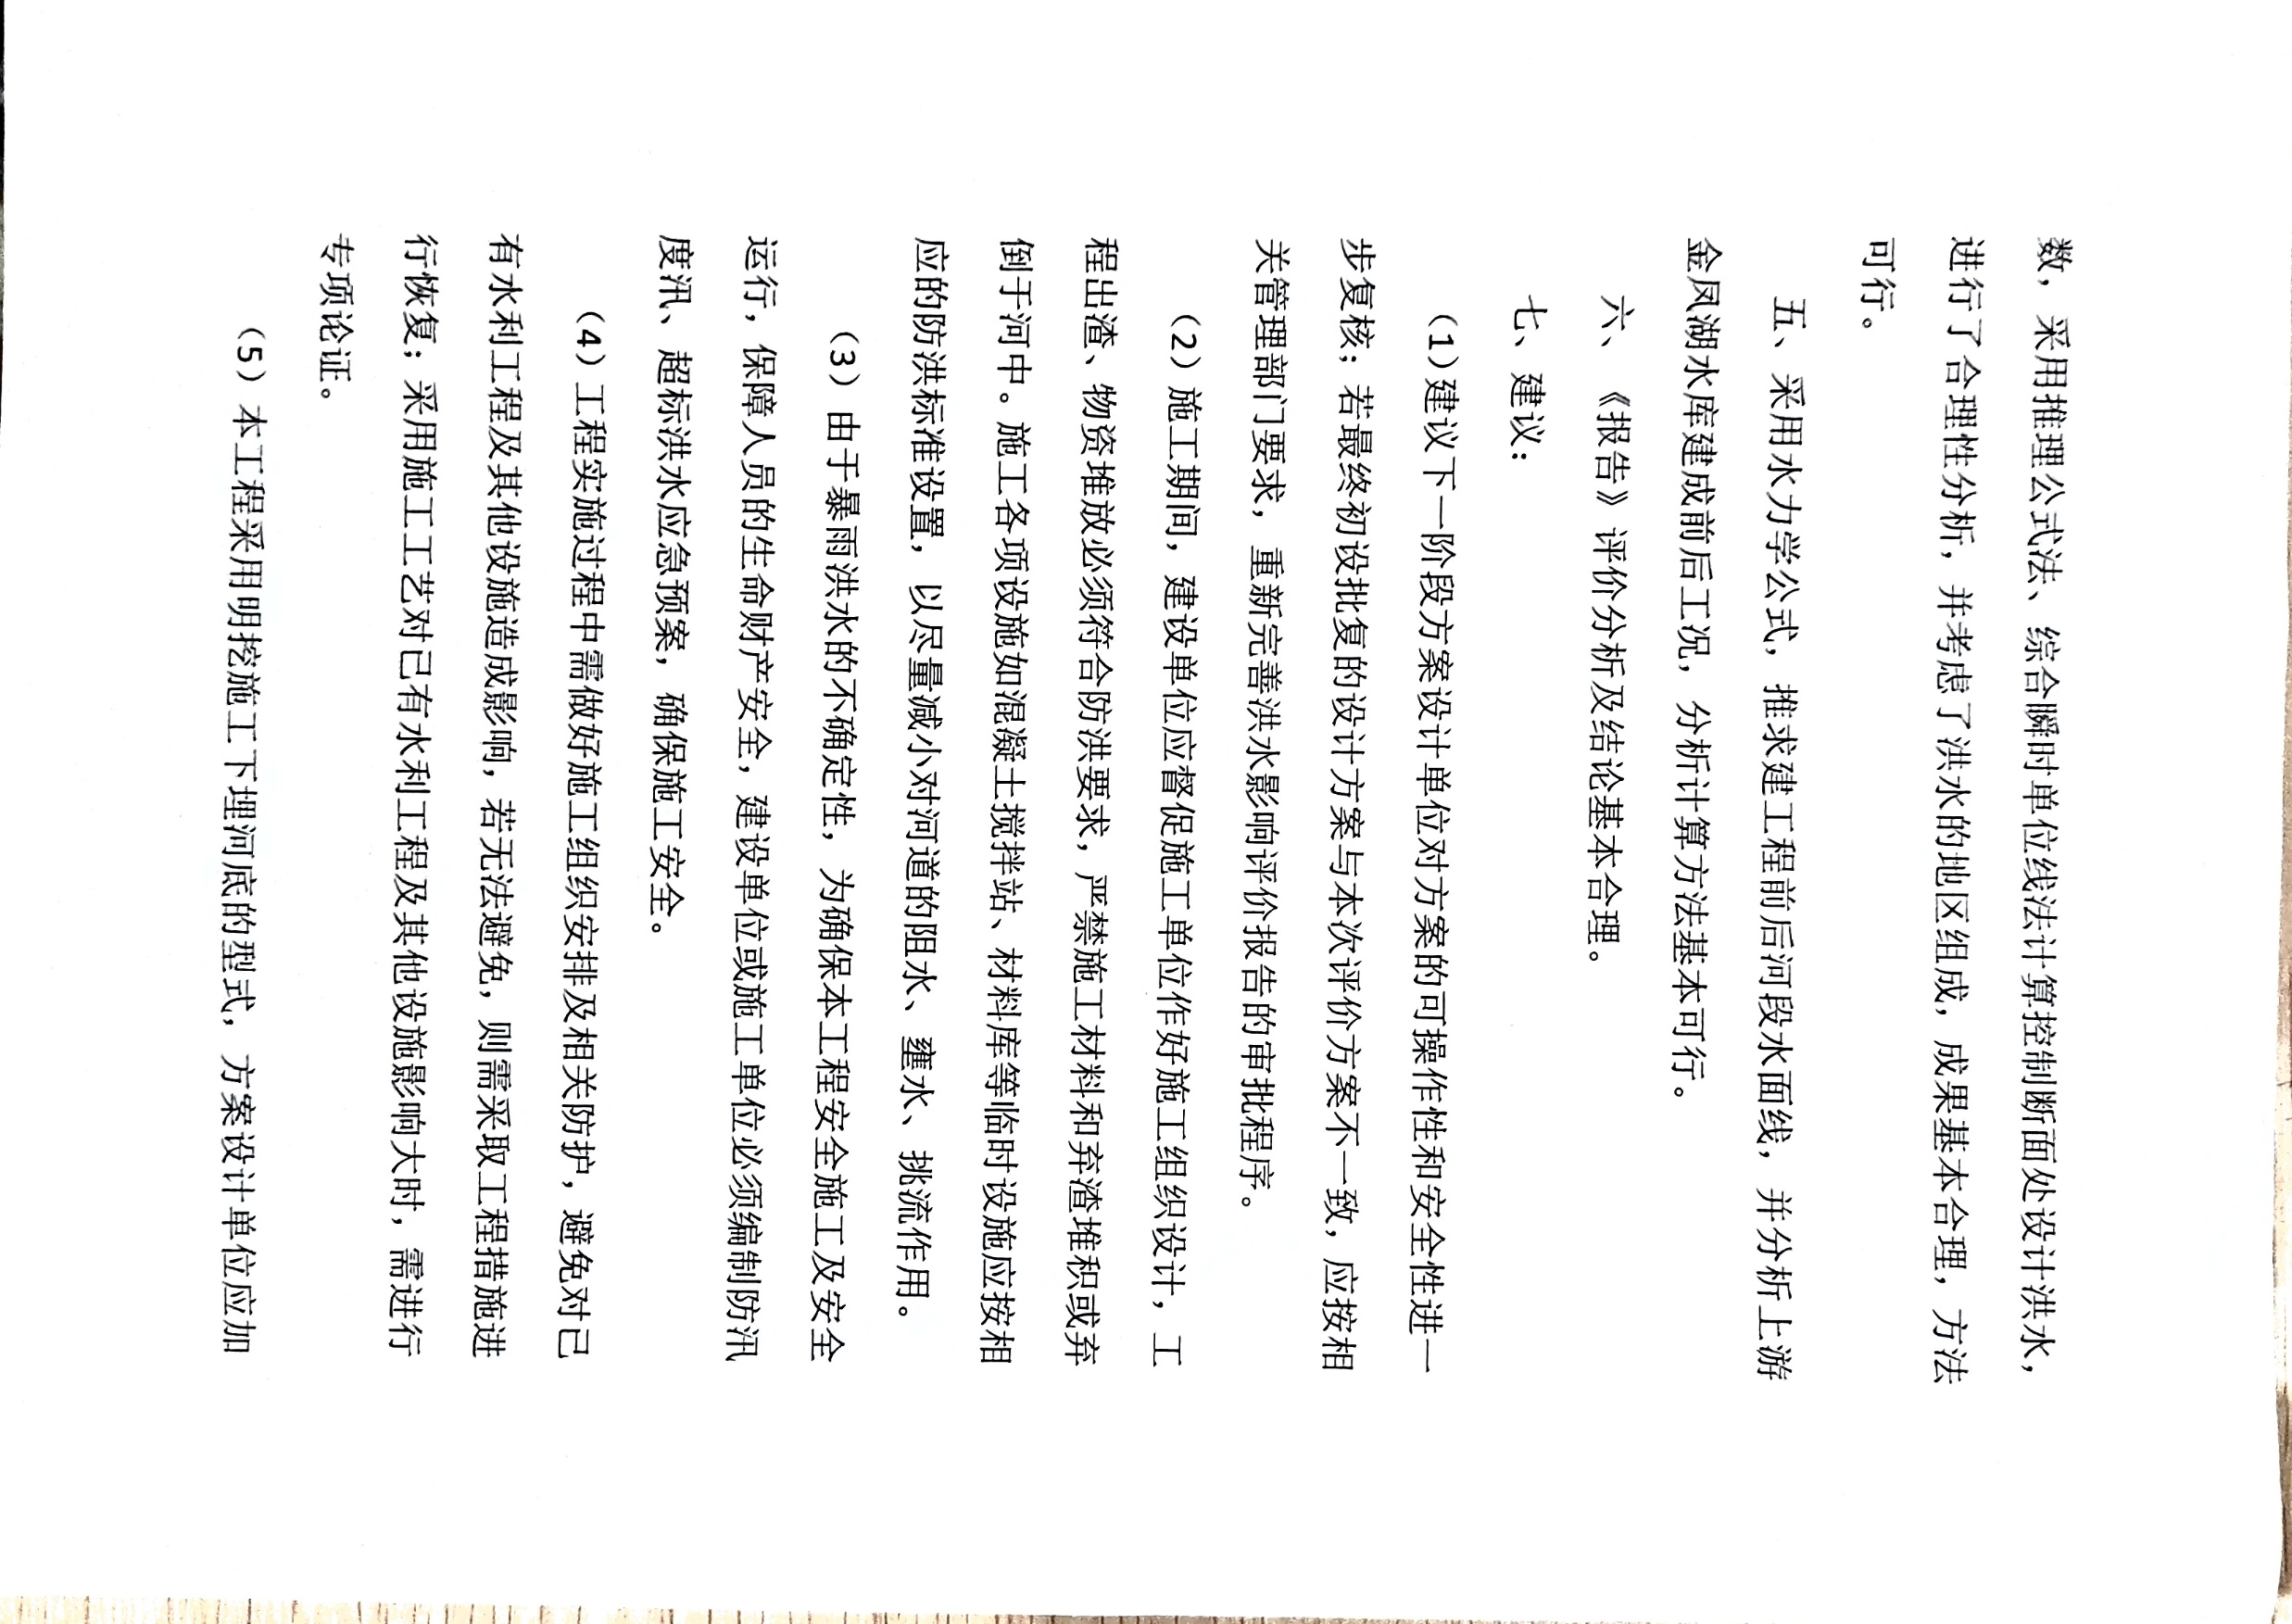 数，采用推理公式法、综合瞬时单位线法计算控制断面处设计洪水，
进行了合理性分析，并考虑了洪水的地区组成，成果基本合理，方法
可行。
五、采用水力学公式，推求建工程前后河段水面线，并分析上游
金凤湖水库建成前后工况，分析计算方法基本可行。
六、《报告》评价分析及结论基本合理。
七、建议：
（1）建议下一阶段方案设计单位对方案的可操作性和安全性进一
步复核；若最终初设批复的设计方案与本次评价方案不一致，应按相
关管理部门要求，重新完善洪水影响评价报告的审批程序。
（2）施工期间，建设单位应督促施工单位作好施工组织设计，工
程出渣、物资堆放必须符合防洪要求，严禁施工材料和弃渣堆积或弃
倒于河中。施工各项设施如混凝土搅拌站、材料库等临时设施应按相
应的防洪标准设置，以尽量减小对河道的阻水、壅水、挑流作用。
（3）由于暴雨洪水的不确定性，为确保本工程安全施工及安全
运行，保障人员的生命财产安全，建设单位或施工单位必须编制防汛
度汛、超标洪水应急预案，确保施工安全。
（4）工程实施过程中需做好施工组织安排及相关防护，避免对已
有水利工程及其他设施造成影响，若无法避免，则需采取工程措施进
行恢复；采用施工工艺对已有水利工程及其他设施影响大时，需进行
专项论证。
（5）本工程采用明挖施工下埋河底的型式，方案设计单位应加